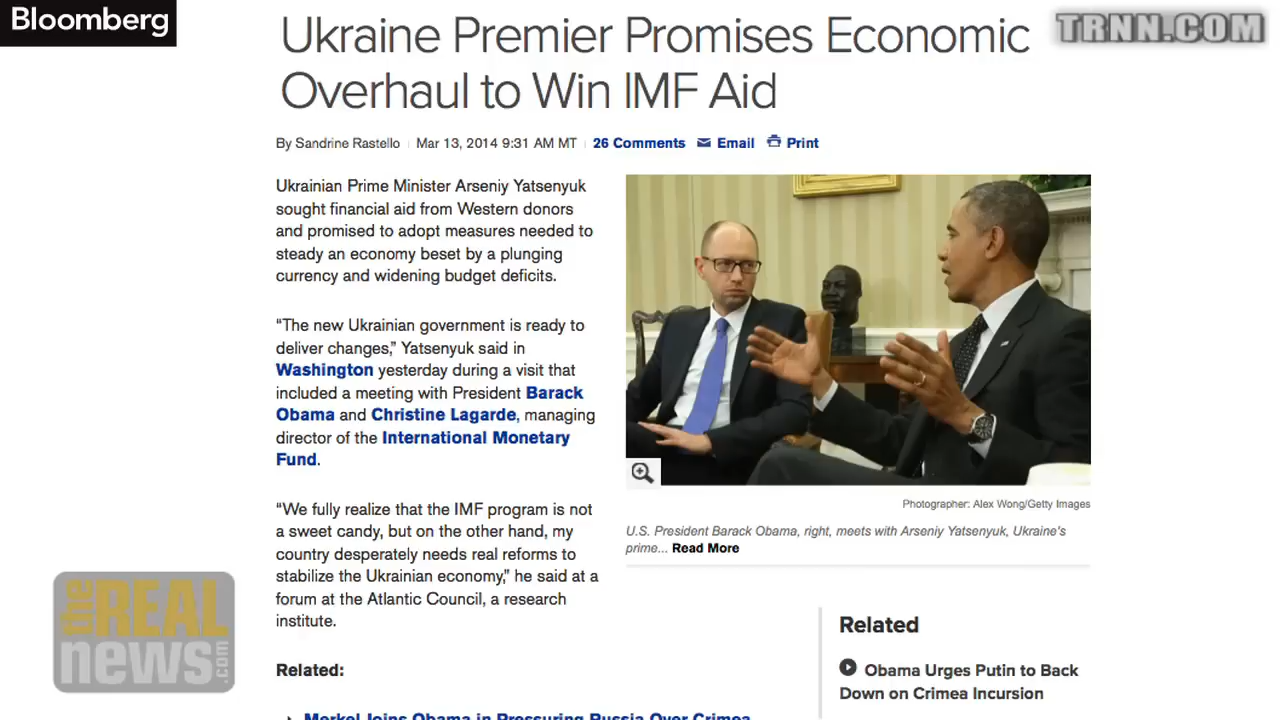 Bloomberg
TRNN.COM
Ukraine Premier Promises Economic
Overhaul to Win IMF Aid
By Sandrine Rastello | Mar 13, 2014 9:31 AM MT | 26 Comments Email Print
Ukrainian Prime Minister Arseniy Yatsenyuk
sought financial aid from Western donors
and promised to adopt measures needed to
steady an economy beset by a plunging
currency and widening budget deficits.
“The new Ukrainian government is ready to
deliver changes,” Yatsenyuk said in
Washington yesterday during a visit that
included a meeting with President Barack
Obama and Christine Lagarde, managing
director of the International Monetary
Fund.
“We fully realize that the IMF program is not
a sweet candy, but on the other hand, my
country desperately needs real reforms to
stabilize the Ukrainian economy,” he said at a
forum at the Atlantic Council, a research
institute.
Related:
Merkel Joins Obama in Pressuring Russia Over Crimea
Photographer: Alex Wong/Getty Images
U.S. President Barack Obama, right, meets with Arseniy Yatsenyuk, Ukraine's
prime... Read More
Related
Obama Urges Putin to Back
Down on Crimea Incursion
the REAL
news.com